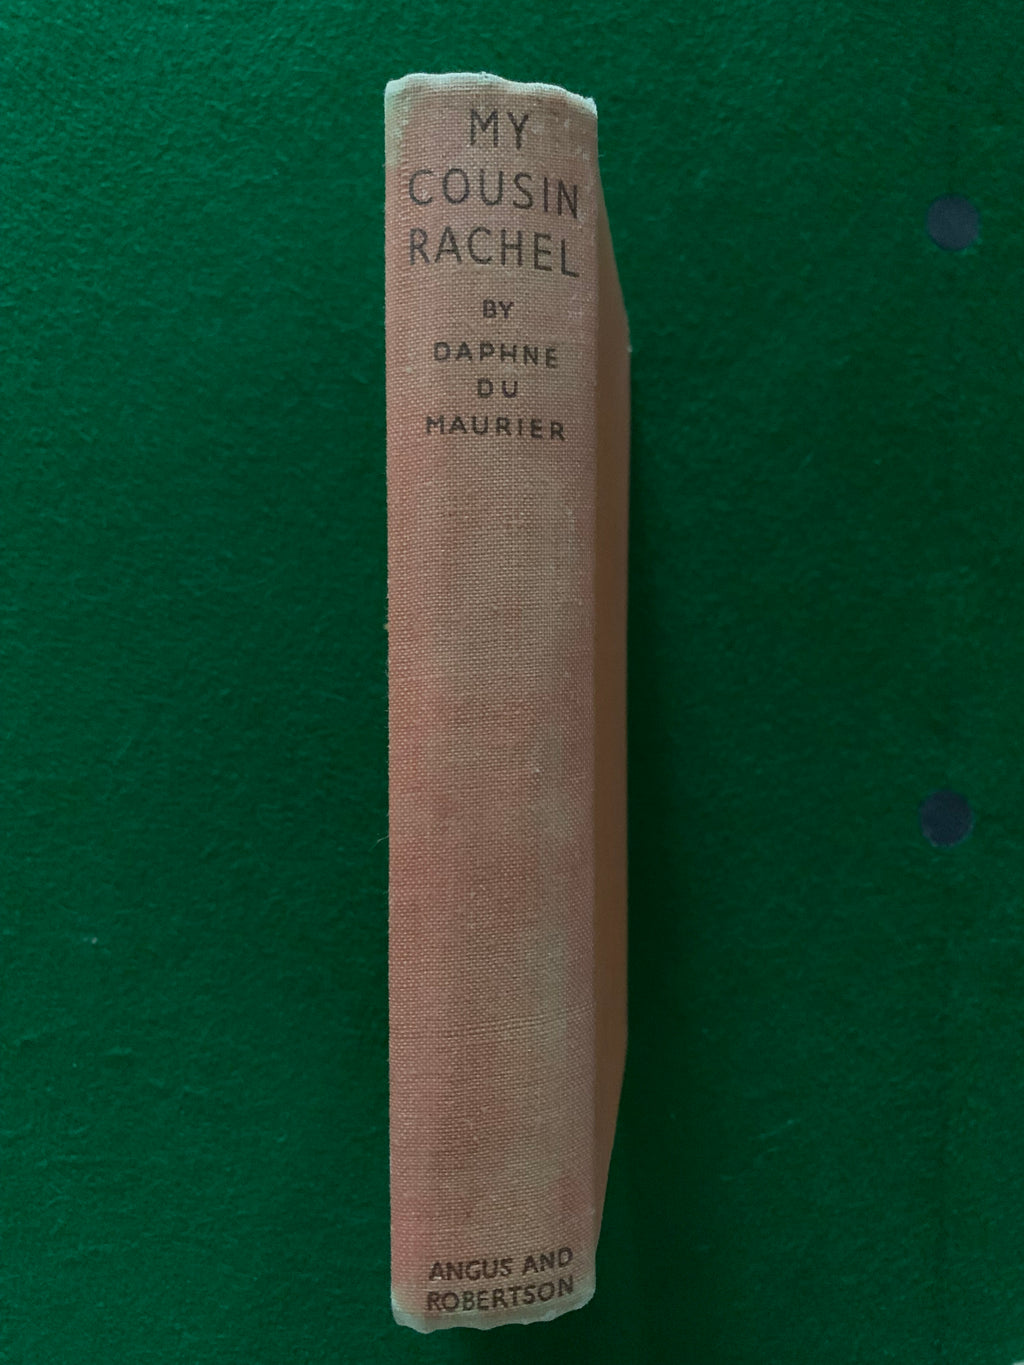 MY
COUSIN
RACHEL
BY
DAPHNE
DU
MAURIER
ANGUS AND
ROBERTSON